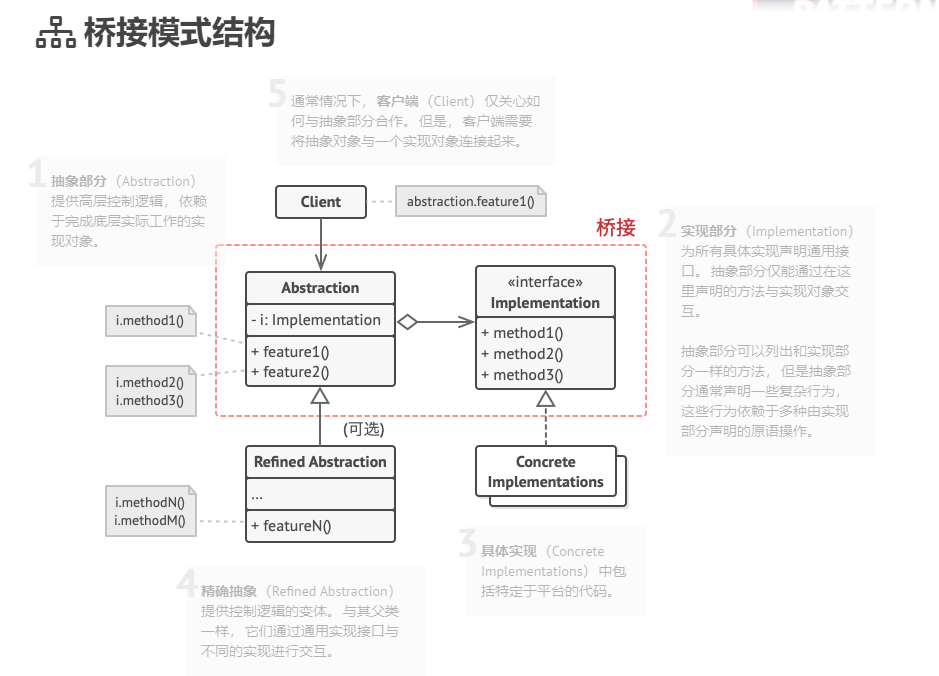 桥接模式结构
5
通常情况下， 客户端 （Client） 仅关心如
何与抽象部分合作。 但是， 客户端需要
将抽象对象与一个实现对象连接起来。
1
抽象部分 （Abstraction）
提供高层控制逻辑， 依赖
于完成底层实际工作的实
现对象。
Client
abstraction.feature1()
桥接
2
实现部分 （Implementation）
为所有具体实现声明通用接
口。 抽象部分仅能通过在这
里声明的方法与实现对象交
互。
抽象部分可以列出和实现部
分一样的方法， 但是抽象部
分通常声明一些复杂行为，
这些行为依赖于多种由实现
部分声明的原语操作。
Abstraction
- i: Implementation
+ feature1()
+ feature2()
«interface»
Implementation
+ method1()
+ method2()
+ method3()
i.method1()
i.method2()
i.method3()
(可选)
Refined Abstraction
...
+ featureN()
Concrete
Implementations
i.methodN()
i.methodM()
3
具体实现 （Concrete
Implementations） 中包
括特定于平台的代码。
4
精确抽象 （Refined Abstraction）
提供控制逻辑的变体。 与其父类
一样， 它们通过通用实现接口与
不同的实现进行交互。